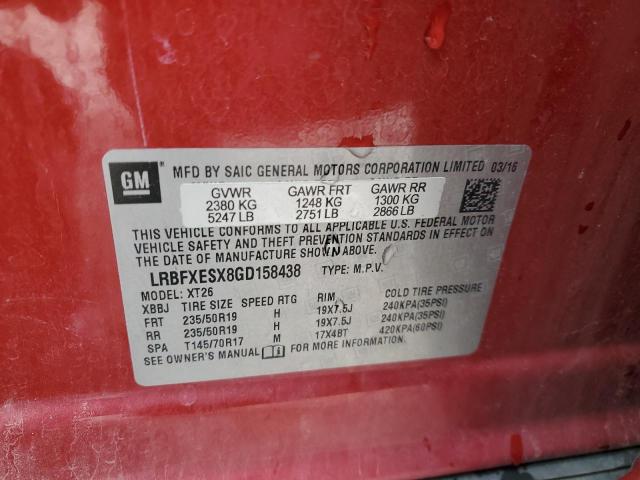 GM
MFD BY SAIC GENERAL MOTORS CORPORATION LIMITED 03/16
GVWR GAWR FRT GAWR RR
2380 KG 1248 KG 1300 KG
5247 LB 2751 LB 2866 LB
THIS VEHICLE CONFORMS TO ALL APPLICABLE U.S. FEDERAL MOTOR
VEHICLE SAFETY AND THEFT PREVENTION STANDARDS IN EFFECT ON
THE DATE OF MANUFACTURE SHOWN ABOVE.
LRBFXESX8GD158438 TYPE: M.P.V.
MODEL: XT26
XBBJ TIRE SIZE SPEED RTG RIM COLD TIRE PRESSURE
FRT 235/50R19 H 19X7.5J 240KPA(35PSI)
RR 235/50R19 H 19X7.5J 240KPA(35PSI)
SPA T145/70R17 M 17X4BT 420KPA(60PSI)
SEE OWNER'S MANUAL FOR MORE INFORMATION.